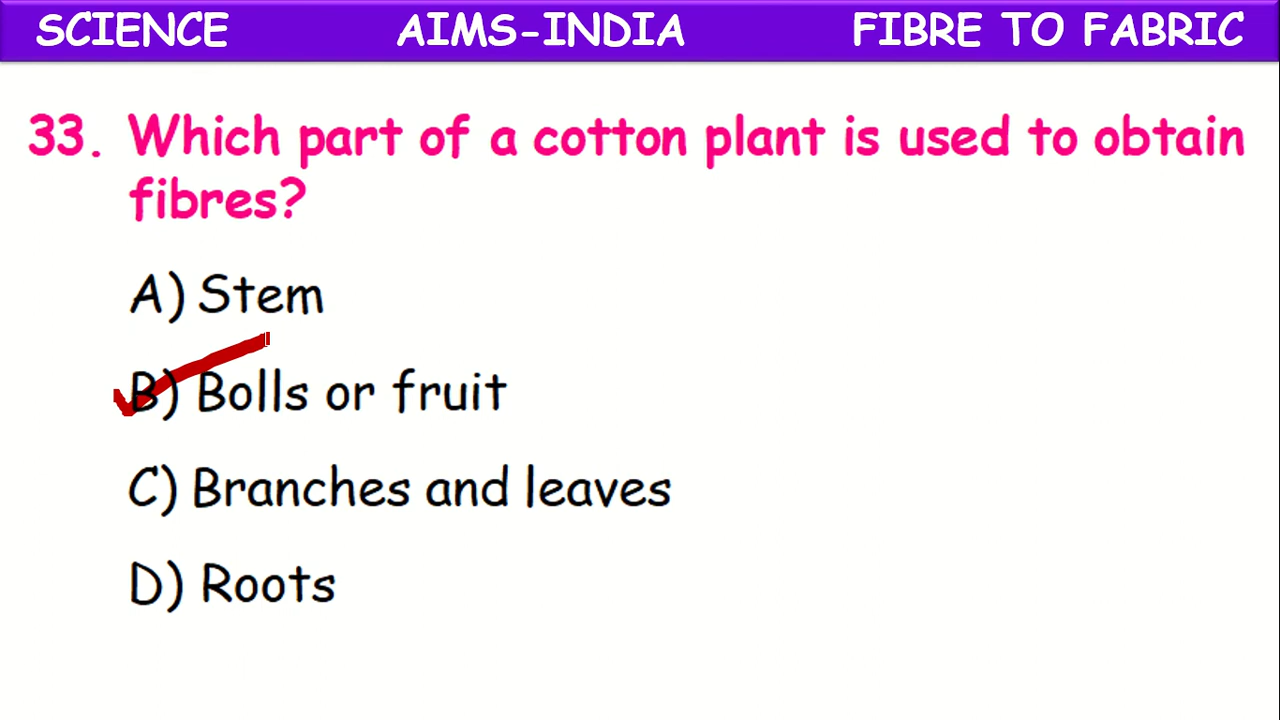 SCIENCE AIMS-INDIA FIBRE TO FABRIC
33. Which part of a cotton plant is used to obtain
fibres?
A) Stem
B) Bolls or fruit
C) Branches and leaves
D) Roots